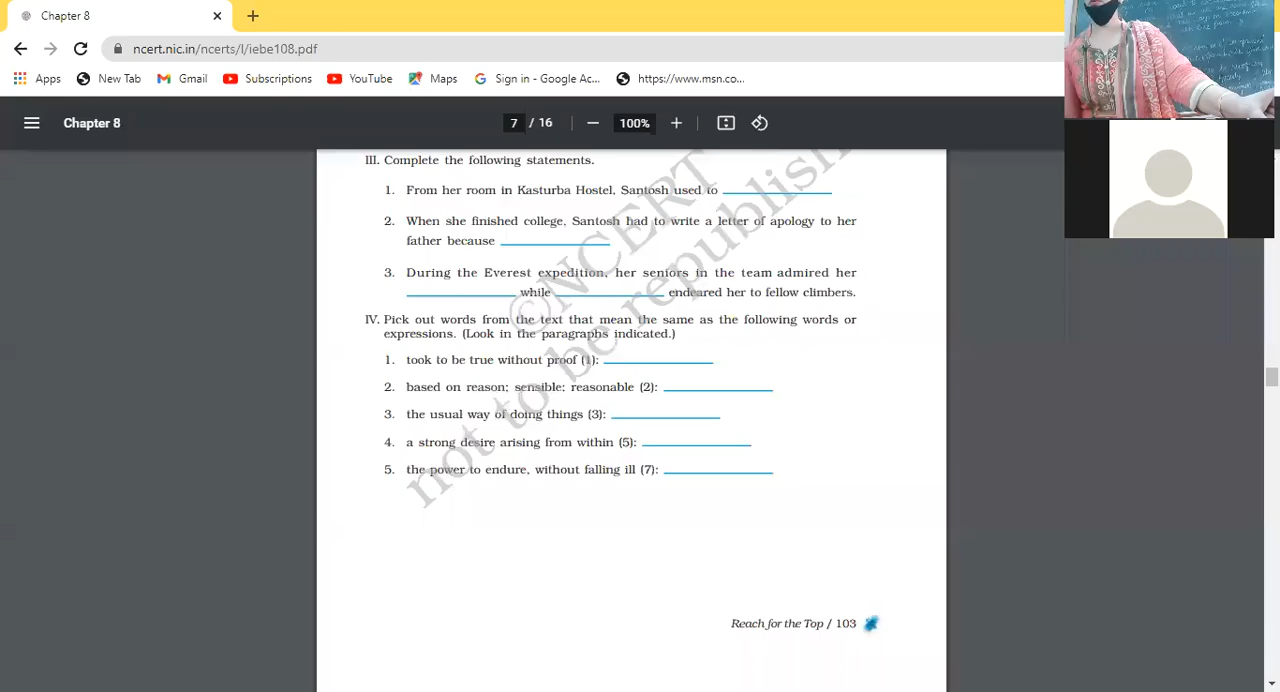 Chapter 8
ncert.nic.in/ncerts/l/iebe108.pdf
Apps New Tab Gmail Subscriptions YouTube Maps Sign in - Google Ac... https://www.msn.co...
Chapter 8 7 / 16 100%
III. Complete the following statements.
1. From her room in Kasturba Hostel, Santosh used to
2. When she finished college, Santosh had to write a letter of apology to her
father because
3. During the Everest expedition, her seniors in the team admired her
while endeared her to fellow climbers.
IV. Pick out words from the text that mean the same as the following words or
expressions. (Look in the paragraphs indicated.)
1. took to be true without proof (1):
2. based on reason; sensible; reasonable (2):
3. the usual way of doing things (3):
4. a strong desire arising from within (5):
5. the power to endure, without falling ill (7):
©NCERT
not to be republish
Reach for the Top / 103